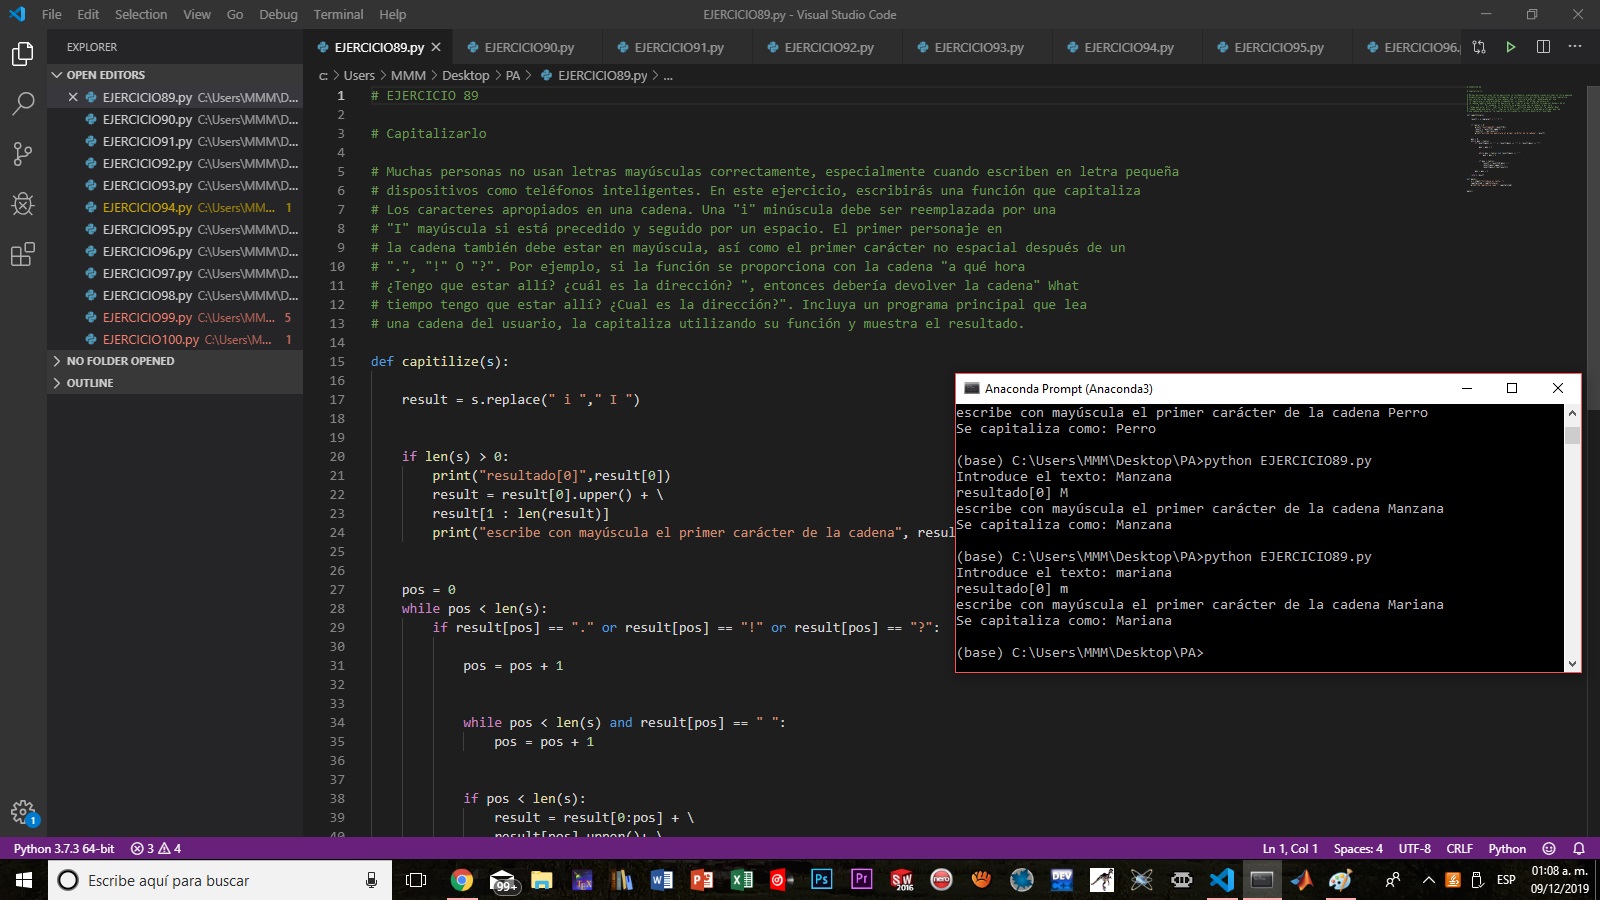 File Edit Selection View Go Debug Terminal Help
EJERCICIO89.py - Visual Studio Code
EXPLORER
OPEN EDITORS
EJERCICIO89.py C:\Users\MMM\D...
EJERCICIO90.py C:\Users\MMM\D...
EJERCICIO91.py C:\Users\MMM\D...
EJERCICIO92.py C:\Users\MMM\D...
EJERCICIO93.py C:\Users\MMM\D...
EJERCICIO94.py C:\Users\MM... 1
EJERCICIO95.py C:\Users\MMM\D...
EJERCICIO96.py C:\Users\MMM\D...
EJERCICIO97.py C:\Users\MMM\D...
EJERCICIO98.py C:\Users\MMM\D...
EJERCICIO99.py C:\Users\MM... 5
EJERCICIO100.py C:\Users\M... 1
NO FOLDER OPENED
OUTLINE
1
EJERCICIO89.py EJERCICIO90.py EJERCICIO91.py EJERCICIO92.py EJERCICIO93.py EJERCICIO94.py EJERCICIO95.py EJERCICIO96.
c: > Users > MMM > Desktop > PA > EJERCICIO89.py > ...
1 # EJERCICIO 89
2
3 # Capitalizarlo
4
5 # Muchas personas no usan letras mayúsculas correctamente, especialmente cuando escriben en letra pequeña
6 # dispositivos como teléfonos inteligentes. En este ejercicio, escribirás una función que capitaliza
7 # Los caracteres apropiados en una cadena. Una "i" minúscula debe ser reemplazada por una
8 # "I" mayúscula si está precedido y seguido por un espacio. El primer personaje en
9 # la cadena también debe estar en mayúscula, así como el primer carácter no espacial después de un
10 # ".", "!" O "?". Por ejemplo, si la función se proporciona con la cadena "a qué hora
11 # ¿Tengo que estar allí? ¿cuál es la dirección? ", entonces debería devolver la cadena" What
12 # tiempo tengo que estar allí? ¿Cual es la dirección?". Incluya un programa principal que lea
13 # una cadena del usuario, la capitaliza utilizando su función y muestra el resultado.
14
15 def capitilize(s):
16
17 result = s.replace(" i "," I ")
18
19
20 if len(s) > 0:
21 print("resultado[0]",result[0])
22 result = result[0].upper() + \
23 result[1 : len(result)]
24 print("escribe con mayúscula el primer carácter de la cadena", resul
25
26
27 pos = 0
28 while pos < len(s):
29 if result[pos] == "." or result[pos] == "!" or result[pos] == "?":
30
31 pos = pos + 1
32
33
34 while pos < len(s) and result[pos] == " ":
35 pos = pos + 1
36
37
38 if pos < len(s):
39 result = result[0:pos] + \
40 result[pos].upper()+ \
Anaconda Prompt (Anaconda3)
escribe con mayúscula el primer carácter de la cadena Perro
Se capitaliza como: Perro
(base) C:\Users\MMM\Desktop\PA>python EJERCICIO89.py
Introduce el texto: Manzana
resultado[0] M
escribe con mayúscula el primer carácter de la cadena Manzana
Se capitaliza como: Manzana
(base) C:\Users\MMM\Desktop\PA>python EJERCICIO89.py
Introduce el texto: mariana
resultado[0] m
escribe con mayúscula el primer carácter de la cadena Mariana
Se capitaliza como: Mariana
(base) C:\Users\MMM\Desktop\PA>
Python 3.7.3 64-bit 3 4 Ln 1, Col 1 Spaces: 4 UTF-8 CRLF Python
Escribe aquí para buscar
99+
ESP
01:08 a. m.
09/12/2019